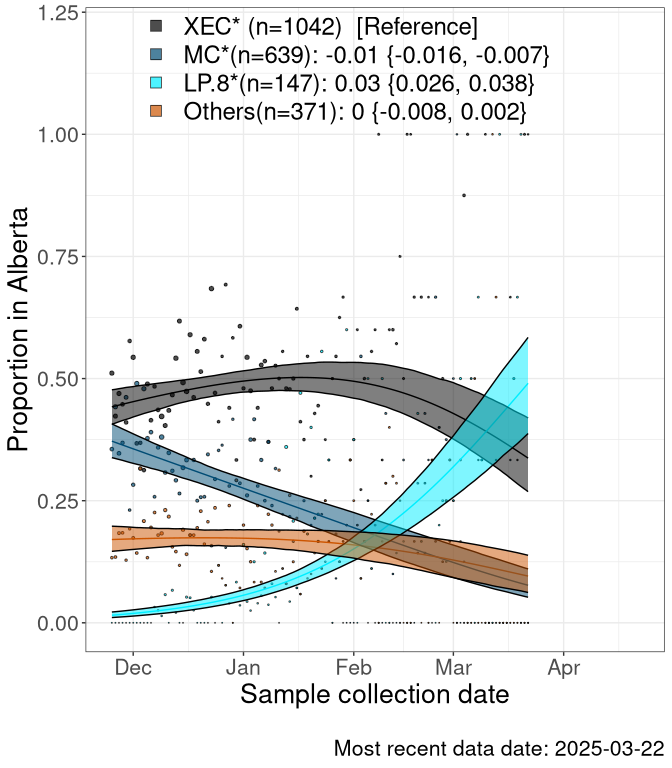 XEC* (n=1042)  [Reference]
MC*(n=639): -0.01 {-0.016, -0.007}
LP.8*(n=147): 0.03 {0.026, 0.038}
Others(n=371): 0 {-0.008, 0.002}
1.25
1.00
0.75
0.50
0.25
0.00
Proportion in Alberta
Dec Jan Feb Mar Apr
Sample collection date
Most recent data date: 2025-03-22